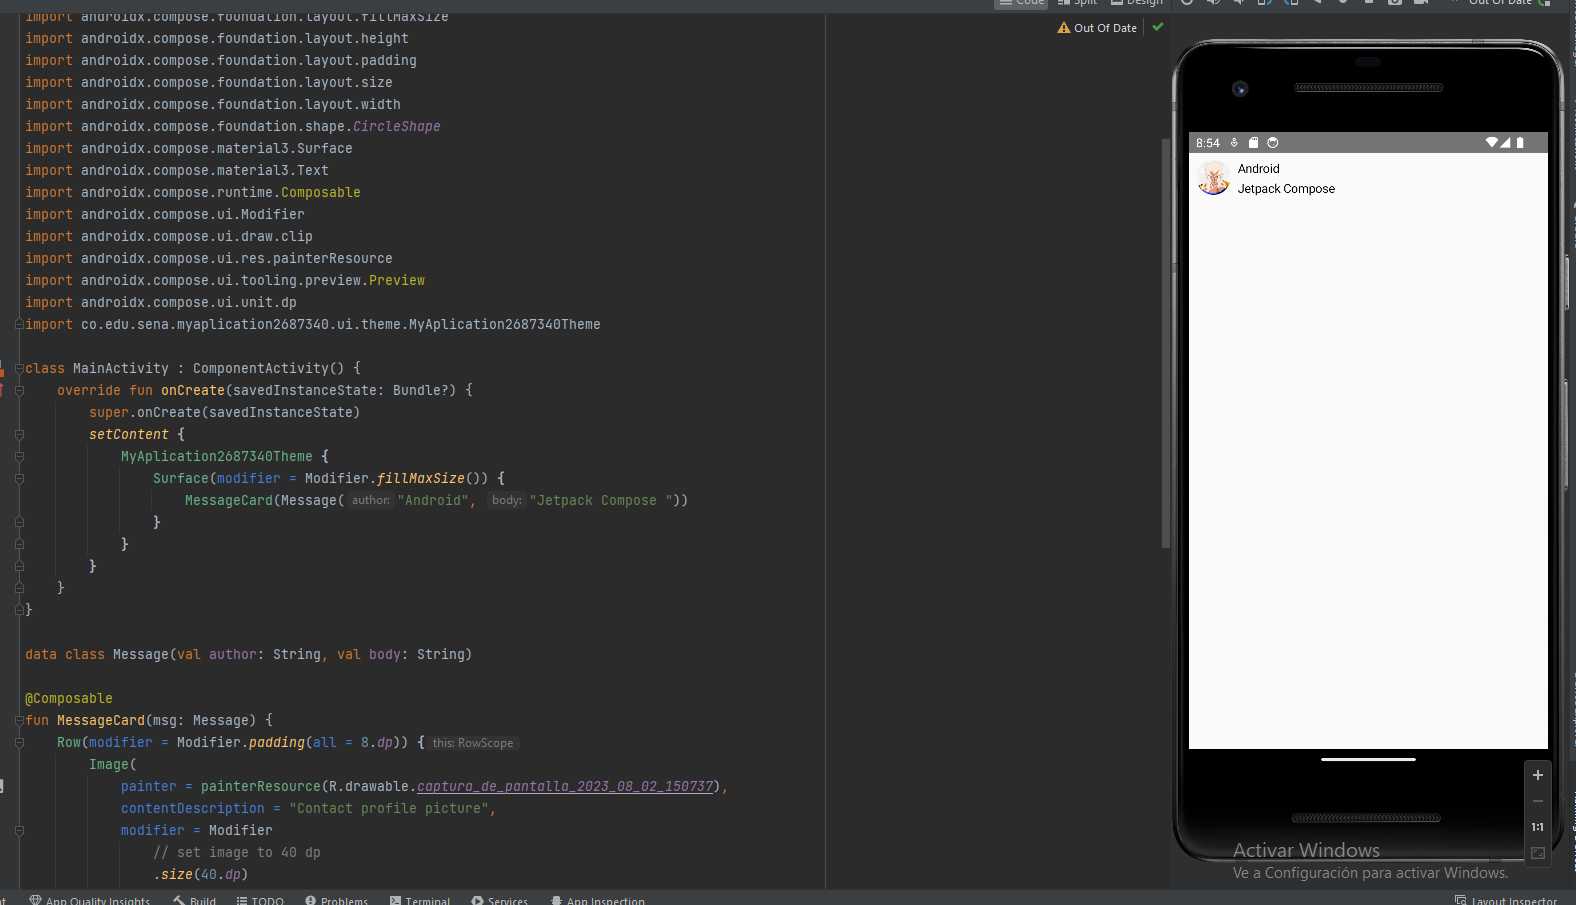 Code Split Design
Out Of Date
import androidx.compose.foundation.layout.fillMaxSize
Out Of Date
import androidx.compose.foundation.layout.height
import androidx.compose.foundation.layout.padding
import androidx.compose.foundation.layout.size
import androidx.compose.foundation.layout.width
import androidx.compose.foundation.shape.CircleShape
import androidx.compose.material3.Surface
import androidx.compose.material3.Text
import androidx.compose.runtime.Composable
import androidx.compose.ui.Modifier
import androidx.compose.ui.draw.clip
import androidx.compose.ui.res.painterResource
import androidx.compose.ui.tooling.preview.Preview
import androidx.compose.ui.unit.dp
import co.edu.sena.myaplication2687340.ui.theme.MyAplication2687340Theme
class MainActivity : ComponentActivity() {
override fun onCreate(savedInstanceState: Bundle?) {
super.onCreate(savedInstanceState)
setContent {
MyAplication2687340Theme {
Surface(modifier = Modifier.fillMaxSize()) {
MessageCard(Message( author: "Android", body: "Jetpack Compose "))
}
}
}
}
}
data class Message(val author: String, val body: String)
@Composable
fun MessageCard(msg: Message) {
Row(modifier = Modifier.padding(all = 8.dp)) { this: RowScope
Image(
painter = painterResource(R.drawable.captura_de_pantalla_2023_08_02_150737),
contentDescription = "Contact profile picture",
modifier = Modifier
// set image to 40 dp
.size(40.dp)
8:54
Android
Jetpack Compose
1:1
Activar Windows
Ve a Configuración para activar Windows.
App Quality Insights Build TODO Problems Terminal Services App Inspection Layout Inspector